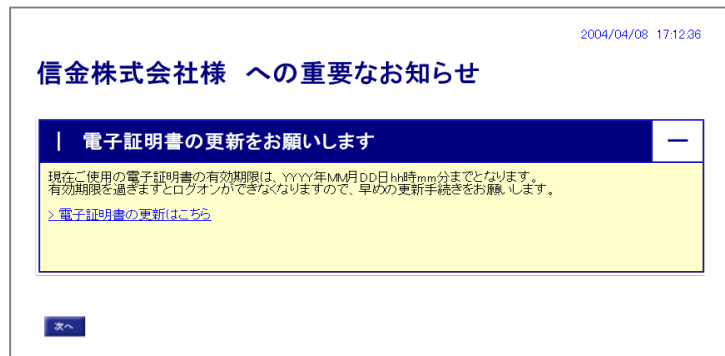 2004/04/08 17:12:36
信金株式会社様 への重要なお知らせ
| 電子証明書の更新をお願いします
現在ご使用の電子証明書の有効期限は、YYYY年MM月DD日hh時mm分までとなります。
有効期限を過ぎますとログオンができなくなりますので、早めの更新手続きをお願いします。
> 電子証明書の更新はこちら
次へ